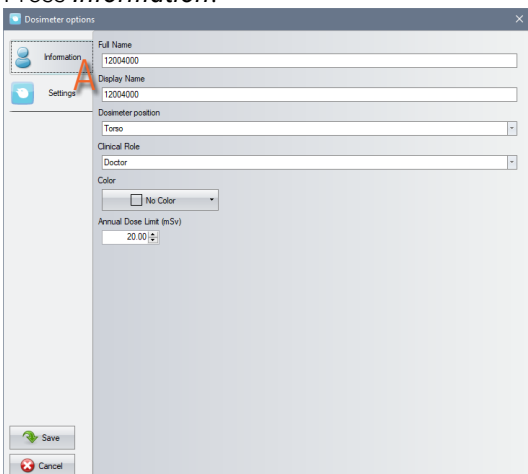 Press Information.
Dosimeter options
Information
A
Settings
Full Name
12004000
Display Name
12004000
Dosimeter position
Torso
Clinical Role
Doctor
Color
No Color
Annual Dose Limit (mSv)
20.00
Save
Cancel